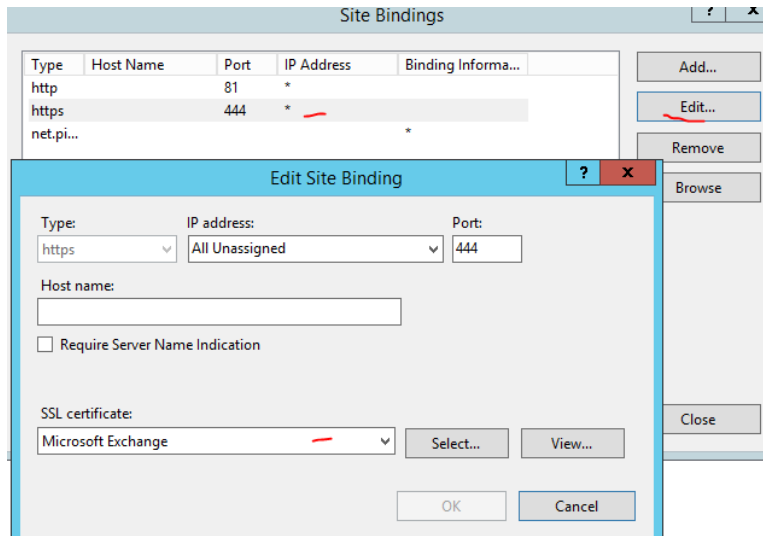 Site Bindings
? x
Type Host Name Port IP Address Binding Informa...
http 81 *
https 444 *
net.pi... *
Add...
Edit...
Remove
Browse
Close
Edit Site Binding
? x
Type: IP address: Port:
https All Unassigned 444
Host name:
Require Server Name Indication
SSL certificate:
Microsoft Exchange Select... View...
OK Cancel